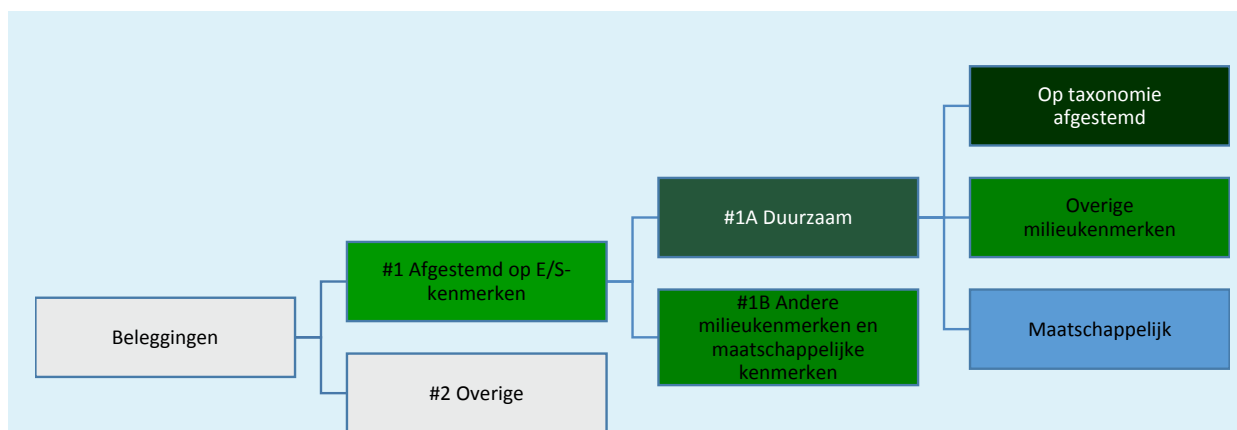 Beleggingen
#1 Afgestemd op E/S-
kenmerken
#2 Overige
#1A Duurzaam
#1B Andere
milieukenmerken en
maatschappelijke
kenmerken
Op taxonomie
afgestemd
Overige
milieukenmerken
Maatschappelijk